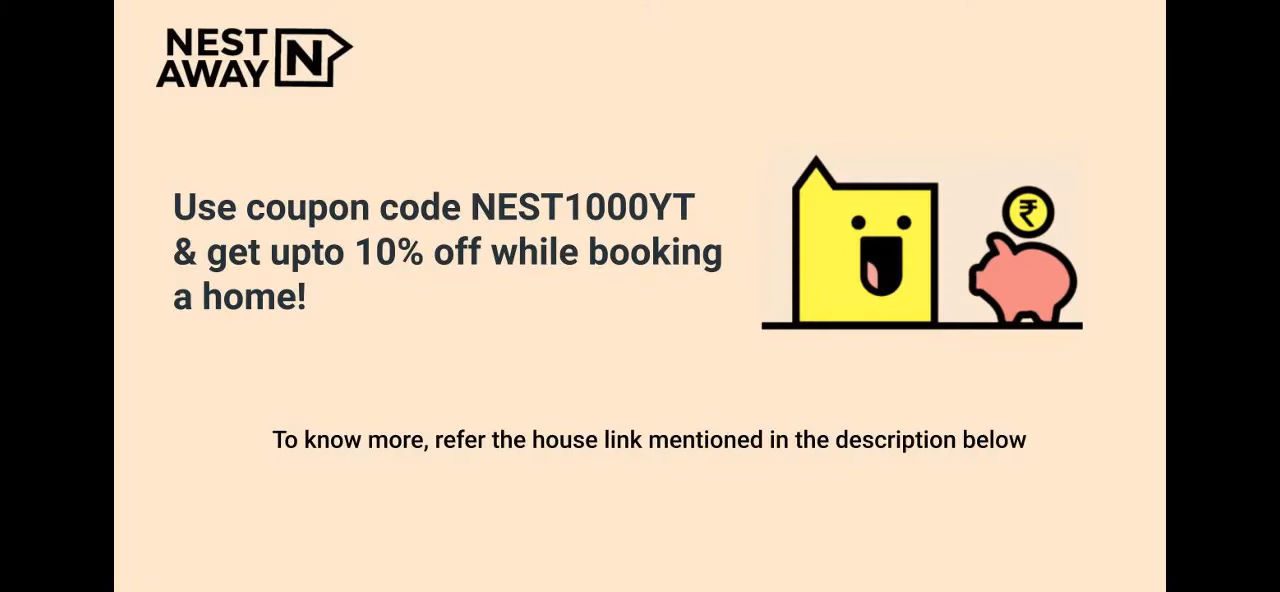 NEST
AWAY N
Use coupon code NEST1000YT
& get upto 10% off while booking
a home!
₹
To know more, refer the house link mentioned in the description below